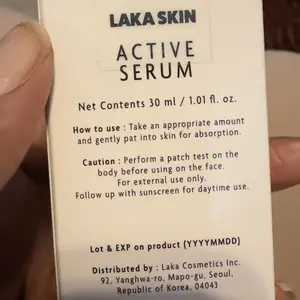 LAKA SKIN
ACTIVE
SERUM
Net Contents 30 ml / 1.01 fl. oz.
How to use : Take an appropriate amount
and gently pat into skin for absorption.
Caution : Perform a patch test on the
body before using on the face.
For external use only.
Follow up with sunscreen for daytime use.
Lot & EXP on product (YYYYMMDD)
Distributed by : Laka Cosmetics Inc.
92, Yanghwa-ro, Mapo-gu, Seoul,
Republic of Korea, 04043